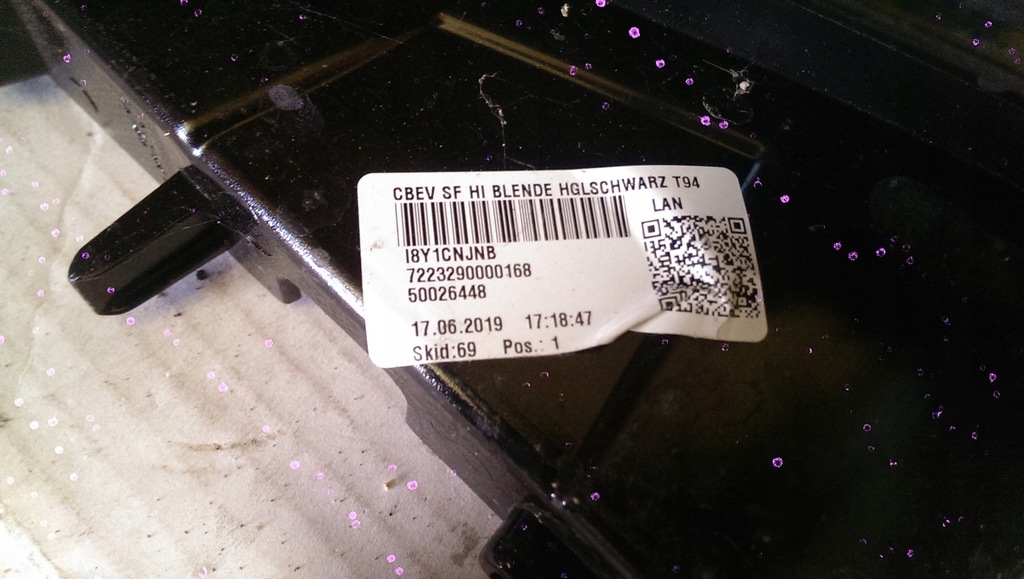 CBEV SF HI BLENDE HGLSCHWARZ T94
LAN
I8Y1CNJNB
7223290000168
50026448
17.06.2019 17:18:47
Skid:69 Pos.: 1